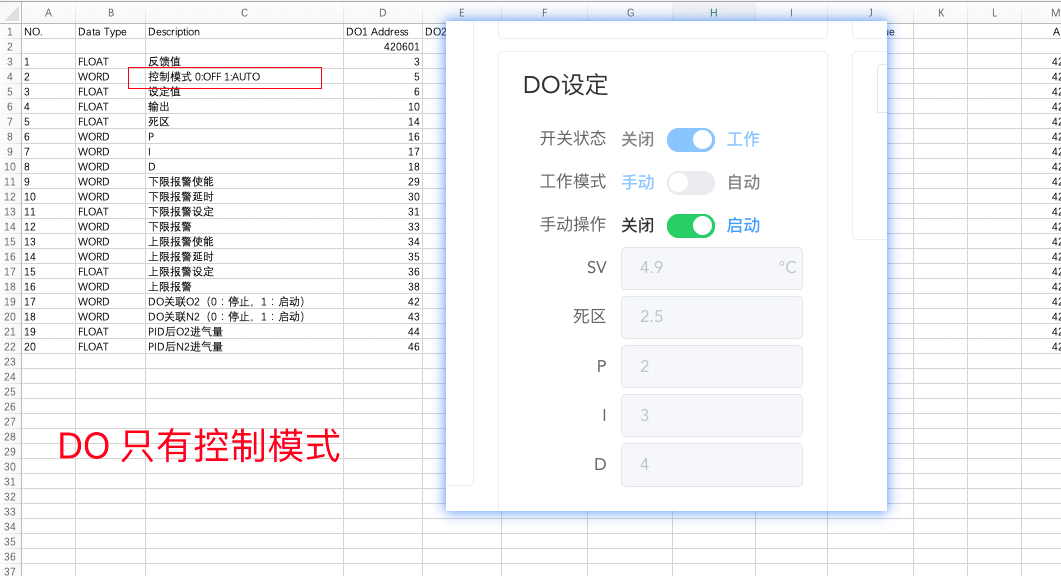 A B C D E F G H I J K L M
1 NO. Data Type Description DO1 Address DO2
2 420601
3 1 FLOAT 反馈值 3 42
4 2 WORD 控制模式 0:OFF 1:AUTO 5 42
5 3 FLOAT 设定值 6 42
6 4 FLOAT 输出 10 42
7 5 FLOAT 死区 14 42
8 6 WORD P 16 42
9 7 WORD I 17 42
10 8 WORD D 18 42
11 9 WORD 下限报警使能 29 42
12 10 WORD 下限报警延时 30 42
13 11 FLOAT 下限报警设定 31 42
14 12 WORD 下限报警 33 42
15 13 WORD 上限报警使能 34 42
16 14 WORD 上限报警延时 35 42
17 15 FLOAT 上限报警设定 36 42
18 16 WORD 上限报警 38 42
19 17 WORD DO关联O2（0：停止，1：启动） 42 42
20 18 WORD DO关联N2（0：停止，1：启动） 43 42
21 19 FLOAT PID后O2进气量 44 42
22 20 FLOAT PID后N2进气量 46 42
23
24
25
26
27
28
29
30
31
32
33
34
35
36
37
DO 只有控制模式
DO设定
开关状态 关闭 工作
工作模式 手动 自动
手动操作 关闭 启动
SV 4.9 °C
死区 2.5
P 2
I 3
D 4